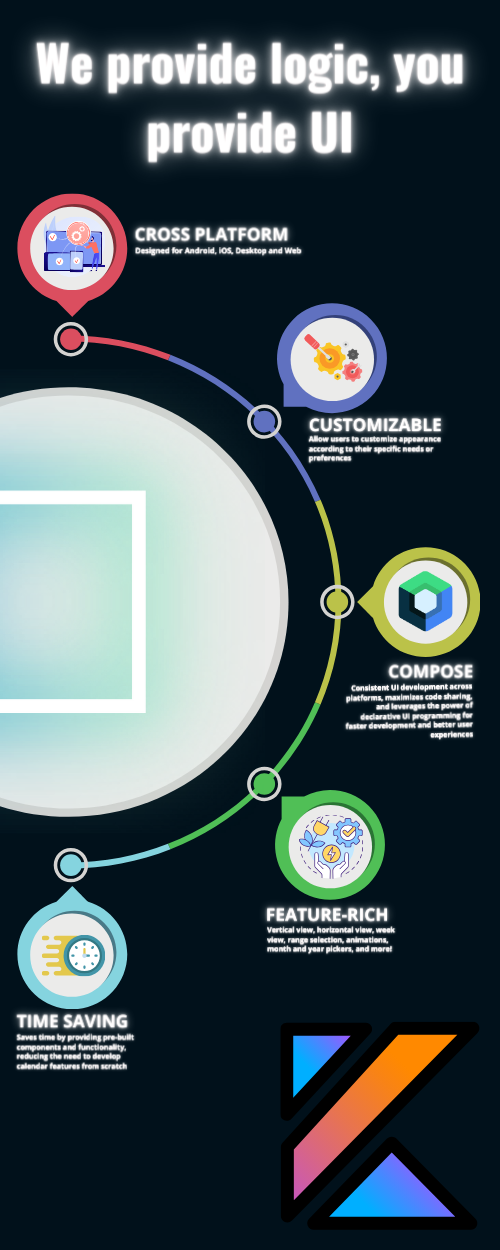 We provide logic, you
provide UI
CROSS PLATFORM
Designed for Android, iOS, Desktop and Web
CUSTOMIZABLE
Allow users to customize appearance
according to their specific needs or
preferences
COMPOSE
Consistent UI development across
platforms, maximizes code sharing,
and leverages the power of
declarative UI programming for
faster development and better user
experiences
FEATURE-RICH
Vertical view, horizontal view, week
view, range selection, animations,
month and year pickers, and more!
TIME SAVING
Saves time by providing pre-built
components and functionality,
reducing the need to develop
calendar features from scratch